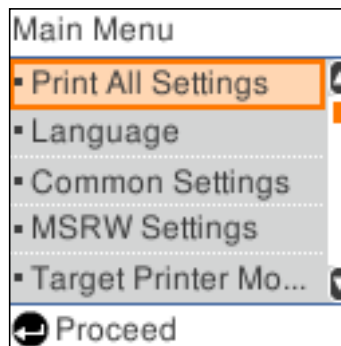 Main Menu
Print All Settings
Language
Common Settings
MSRW Settings
Target Printer Mo...
Proceed